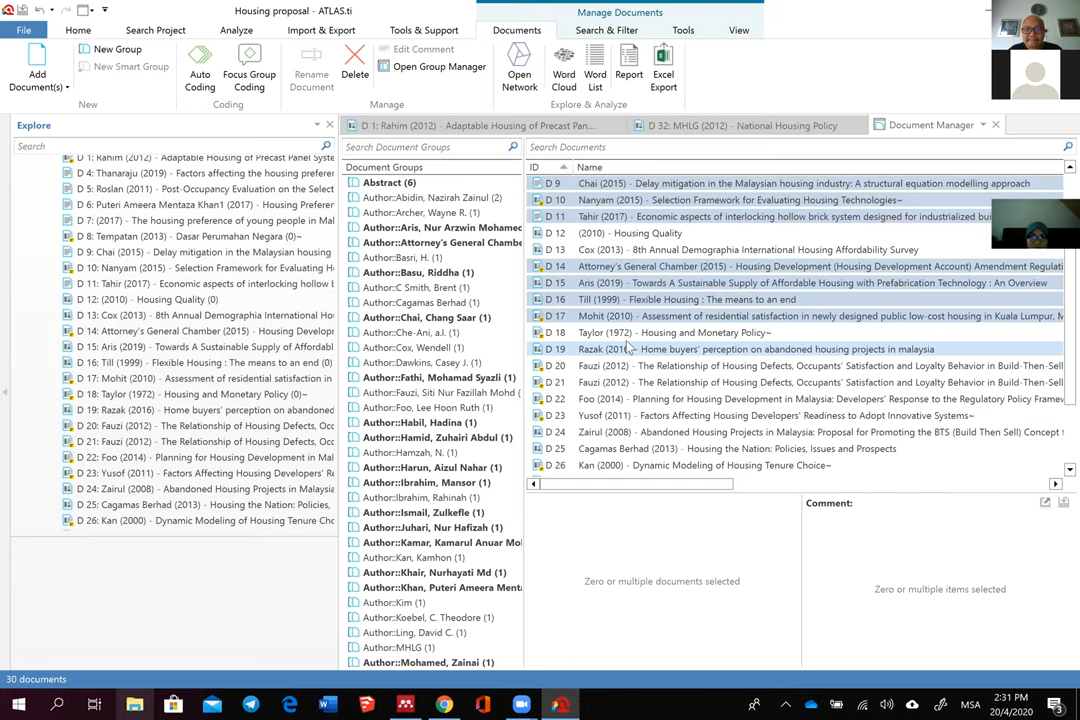 Housing proposal - ATLAS.ti
Manage Documents
File
Home
Search Project
Analyze
Import & Export
Tools & Support
Documents
Search & Filter
Tools
View
Add
Document(s)
New Group
New Smart Group
New
Auto
Coding
Focus Group
Coding
Coding
Rename
Document
Delete
Edit Comment
Open Group Manager
Manage
Open
Network
Word
Cloud
Word
List
Report
Excel
Export
Explore & Analyze
Explore
Search
D 1: Rahim (2012) - Adaptable Housing of Precast Panel Syste
D 4: Thanaraju (2019) - Factors affecting the housing preferer
D 5: Roslan (2011) - Post-Occupancy Evaluation on the Select
D 6: Puteri Ameera Mentaza Khan1 (2017) - Housing Preferer
D 7: (2017) - The housing preference of young people in Mal
D 8: Tempatan (2013) - Dasar Perumahan Negara (0)~
D 9: Chai (2015) - Delay mitigation in the Malaysian housing
D 10: Nanyam (2015) - Selection Framework for Evaluating H
D 11: Tahir (2017) - Economic aspects of interlocking hollow
D 12: (2010) - Housing Quality (0)
D 13: Cox (2013) - 8th Annual Demographia International Ho
D 14: Attorney's General Chamber (2015) - Housing Develop
D 15: Aris (2019) - Towards A Sustainable Supply of Affordabl
D 16: Till (1999) - Flexible Housing : The means to an end (0)
D 17: Mohit (2010) - Assessment of residential satisfaction in
D 18: Taylor (1972) - Housing and Monetary Policy (0)~
D 19: Razak (2016) - Home buyers' perception on abandoned
D 20: Fauzi (2012) - The Relationship of Housing Defects, Occ
D 21: Fauzi (2012) - The Relationship of Housing Defects, Occ
D 22: Foo (2014) - Planning for Housing Development in Mala
D 23: Yusof (2011) - Factors Affecting Housing Developers' Re
D 24: Zairul (2008) - Abandoned Housing Projects in Malaysia
D 25: Cagamas Berhad (2013) - Housing the Nation: Policies,
D 26: Kan (2000) - Dynamic Modeling of Housing Tenure Chc
D 1: Rahim (2012) - Adaptable Housing of Precast Pan...
D 32: MHLG (2012) - National Housing Policy
Document Manager
Search Document Groups
Document Groups
Abstract (6)
Author::Abidin, Nazirah Zainul (2)
Author::Archer, Wayne R. (1)
Author::Aris, Nur Arzwin Mohamec
Author::Attorney's General Chambe
Author::Basri, H. (1)
Author::Basu, Riddha (1)
Author::C Smith, Brent (1)
Author::Cagamas Berhad (1)
Author::Chai, Chang Saar (1)
Author::Che-Ani, a.I. (1)
Author::Cox, Wendell (1)
Author::Dawkins, Casey J. (1)
Author::Fathi, Mohamad Syazli (1)
Author::Fauzi, Siti Nur Fazillah Mohd (
Author::Foo, Lee Hoon Ruth (1)
Author::Habil, Hadina (1)
Author::Hamid, Zuhairi Abdul (1)
Author::Hamzah, N. (1)
Author::Harun, Aizul Nahar (1)
Author::Ibrahim, Mansor (1)
Author::Ibrahim, Rahinah (1)
Author::Ismail, Zulkefle (1)
Author::Juhari, Nur Hafizah (1)
Author::Kamar, Kamarul Anuar Mol
Author::Kan, Kamhon (1)
Author::Khair, Nurhayati Md (1)
Author::Khan, Puteri Ameera Menta
Author::Kim (1)
Author::Koebel, C. Theodore (1)
Author::Ling, David C. (1)
Author::MHLG (1)
Author::Mohamed, Zainai (1)
Search Documents
ID
Name
D 9 Chai (2015) - Delay mitigation in the Malaysian housing industry: A structural equation modelling approach
D 10 Nanyam (2015) - Selection Framework for Evaluating Housing Technologies~
D 11 Tahir (2017) - Economic aspects of interlocking hollow brick system designed for industrialized bui
D 12 (2010) - Housing Quality
D 13 Cox (2013) - 8th Annual Demographia International Housing Affordability Survey
D 14 Attorney's General Chamber (2015) - Housing Development (Housing Development Account) Amendment Regulati
D 15 Aris (2019) - Towards A Sustainable Supply of Affordable Housing with Prefabrication Technology : An Overview
D 16 Till (1999) - Flexible Housing : The means to an end
D 17 Mohit (2010) - Assessment of residential satisfaction in newly designed public low-cost housing in Kuala Lumpur, M
D 18 Taylor (1972) - Housing and Monetary Policy~
D 19 Razak (2016) - Home buyers' perception on abandoned housing projects in malaysia
D 20 Fauzi (2012) - The Relationship of Housing Defects, Occupants' Satisfaction and Loyalty Behavior in Build-Then-Sell
D 21 Fauzi (2012) - The Relationship of Housing Defects, Occupants' Satisfaction and Loyalty Behavior in Build-Then-Sell
D 22 Foo (2014) - Planning for Housing Development in Malaysia: Developers' Response to the Regulatory Policy Framew
D 23 Yusof (2011) - Factors Affecting Housing Developers' Readiness to Adopt Innovative Systems~
D 24 Zairul (2008) - Abandoned Housing Projects in Malaysia: Proposal for Promoting the BTS (Build Then Sell) Concept f
D 25 Cagamas Berhad (2013) - Housing the Nation: Policies, Issues and Prospects
D 26 Kan (2000) - Dynamic Modeling of Housing Tenure Choice~
Zero or multiple documents selected
Comment:
Zero or multiple items selected
30 documents
MSA
2:31 PM
20/4/2020
3